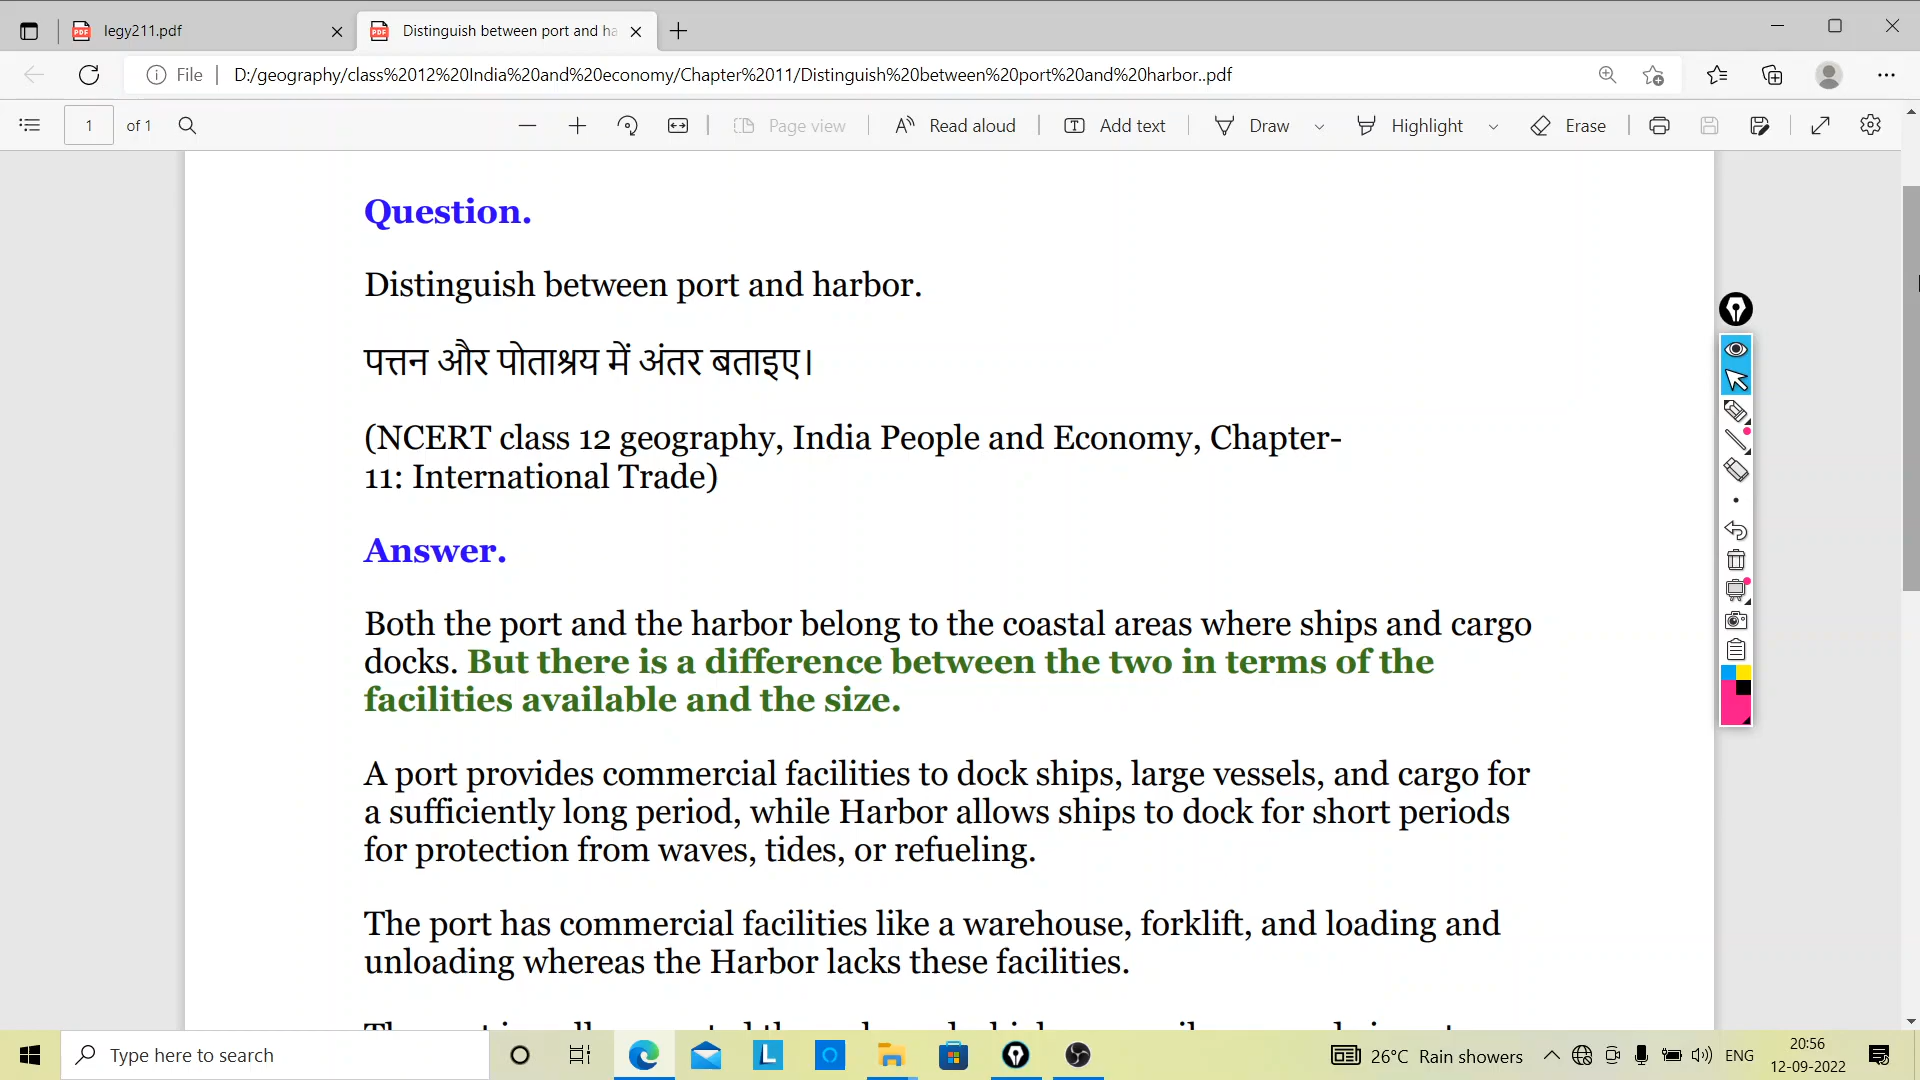 legy211.pdf
Distinguish between port and ha
File
D:/geography/class%2012%20India%20and%20economy/Chapter%2011/Distinguish%20between%20port%20and%20harbor..pdf
1 of 1
Page view
Read aloud
Add text
Draw
Highlight
Erase
Question.
Distinguish between port and harbor.
पत्तन और पोताश्रय में अंतर बताइए।
(NCERT class 12 geography, India People and Economy, Chapter-
11: International Trade)
Answer.
Both the port and the harbor belong to the coastal areas where ships and cargo
docks. But there is a difference between the two in terms of the
facilities available and the size.
A port provides commercial facilities to dock ships, large vessels, and cargo for
a sufficiently long period, while Harbor allows ships to dock for short periods
for protection from waves, tides, or refueling.
The port has commercial facilities like a warehouse, forklift, and loading and
unloading whereas the Harbor lacks these facilities.
Type here to search
26°C Rain showers
ENG
20:56
12-09-2022